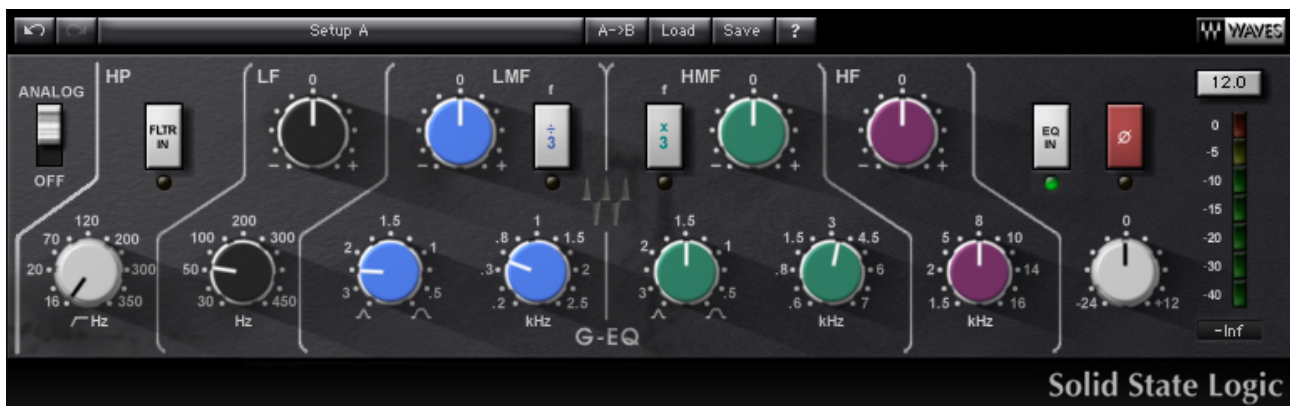 Setup A A->B Load Save ? WAVES
ANALOG HP LF 0 0 LMF HMF 0 HF 0 12.0
f f
FLTR IN ÷ 3 x 3 EQ IN ø 0
-5
OFF - + - + - + - + -10
-15
120 200 1.5 1 1.5 3 8 0 -20
70 200 100 300 2 1 .8 1.5 2 1 1.5 4.5 5 10
20 300 50 .3 2 .8 6 2 14 -30
16 350 30 450 3 .5 .2 2.5 3 .5 .6 7 1.5 16 -24 +12 -40
Hz Hz kHz kHz kHz -Inf
G-EQ
Solid State Logic